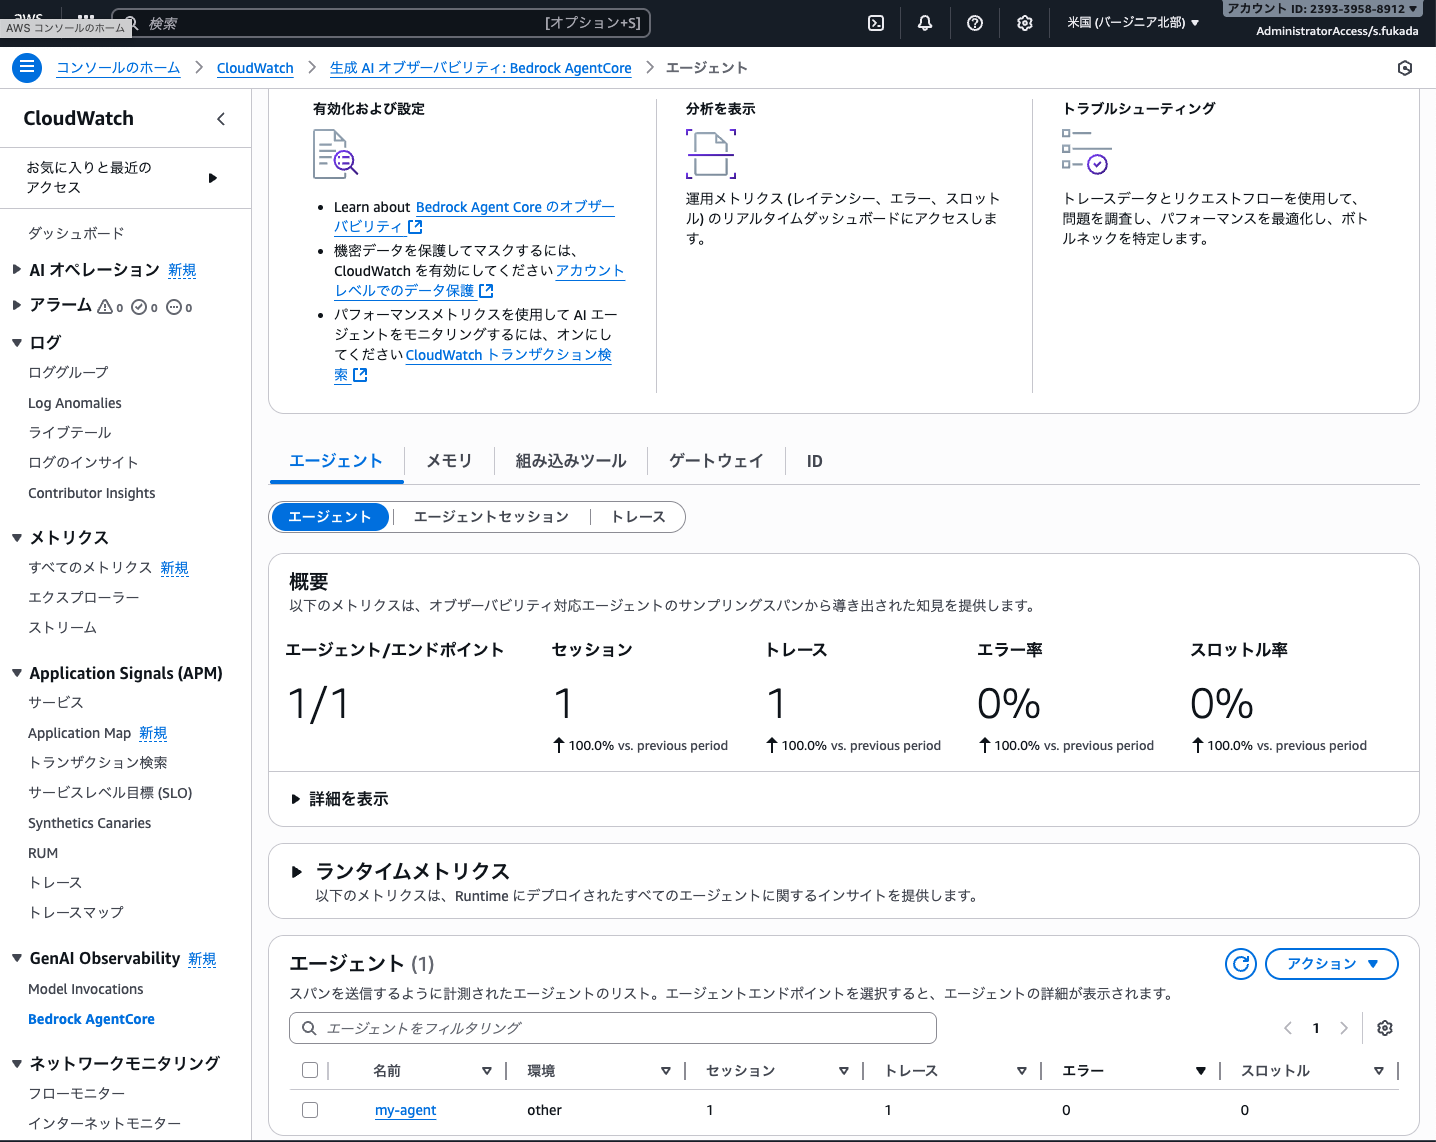 aws
AWS コンソールのホーム
検索
[オプション+S]
米国 (バージニア北部) ▼
アカウント ID: 2393-3958-8912 ▼
AdministratorAccess/s.fukada
コンソールのホーム > CloudWatch > 生成 AI オブザーバビリティ: Bedrock AgentCore > エージェント
CloudWatch
お気に入りと最近の
アクセス
ダッシュボード
AI オペレーション 新規
アラーム 0 0 0
ログ
ロググループ
Log Anomalies
ライブテール
ログのインサイト
Contributor Insights
メトリクス
すべてのメトリクス 新規
エクスプローラー
ストリーム
Application Signals (APM)
サービス
Application Map 新規
トランザクション検索
サービスレベル目標 (SLO)
Synthetics Canaries
RUM
トレース
トレースマップ
GenAI Observability 新規
Model Invocations
Bedrock AgentCore
ネットワークモニタリング
フローモニター
インターネットモニター
有効化および設定
Learn about Bedrock Agent Core のオブザー
バビリティ
機密データを保護してマスクするには、
CloudWatch を有効にしてくださいアカウント
レベルでのデータ保護
パフォーマンスメトリクスを使用して AI エー
ジェントをモニタリングするには、オンにし
てくださいCloudWatch トランザクション検
索
分析を表示
運用メトリクス (レイテンシー、エラー、スロット
ル) のリアルタイムダッシュボードにアクセスしま
す。
トラブルシューティング
トレースデータとリクエストフローを使用して、
問題を調査し、パフォーマンスを最適化し、ボト
ルネックを特定します。
エージェント メモリ 組み込みツール ゲートウェイ ID
エージェント エージェントセッション トレース
概要
以下のメトリクスは、オブザーバビリティ対応エージェントのサンプリングスパンから導き出された知見を提供します。
エージェント/エンドポイント セッション トレース エラー率 スロットル率
1/1 1 1 0% 0%
↑ 100.0% vs. previous period ↑ 100.0% vs. previous period ↑ 100.0% vs. previous period ↑ 100.0% vs. previous period
詳細を表示
ランタイムメトリクス
以下のメトリクスは、Runtime にデプロイされたすべてのエージェントに関するインサイトを提供します。
エージェント (1)
アクション ▼
スパンを送信するように計測されたエージェントのリスト。エージェントエンドポイントを選択すると、エージェントの詳細が表示されます。
エージェントをフィルタリング
1
名前 環境 セッション トレース エラー スロットル
my-agent other 1 1 0 0